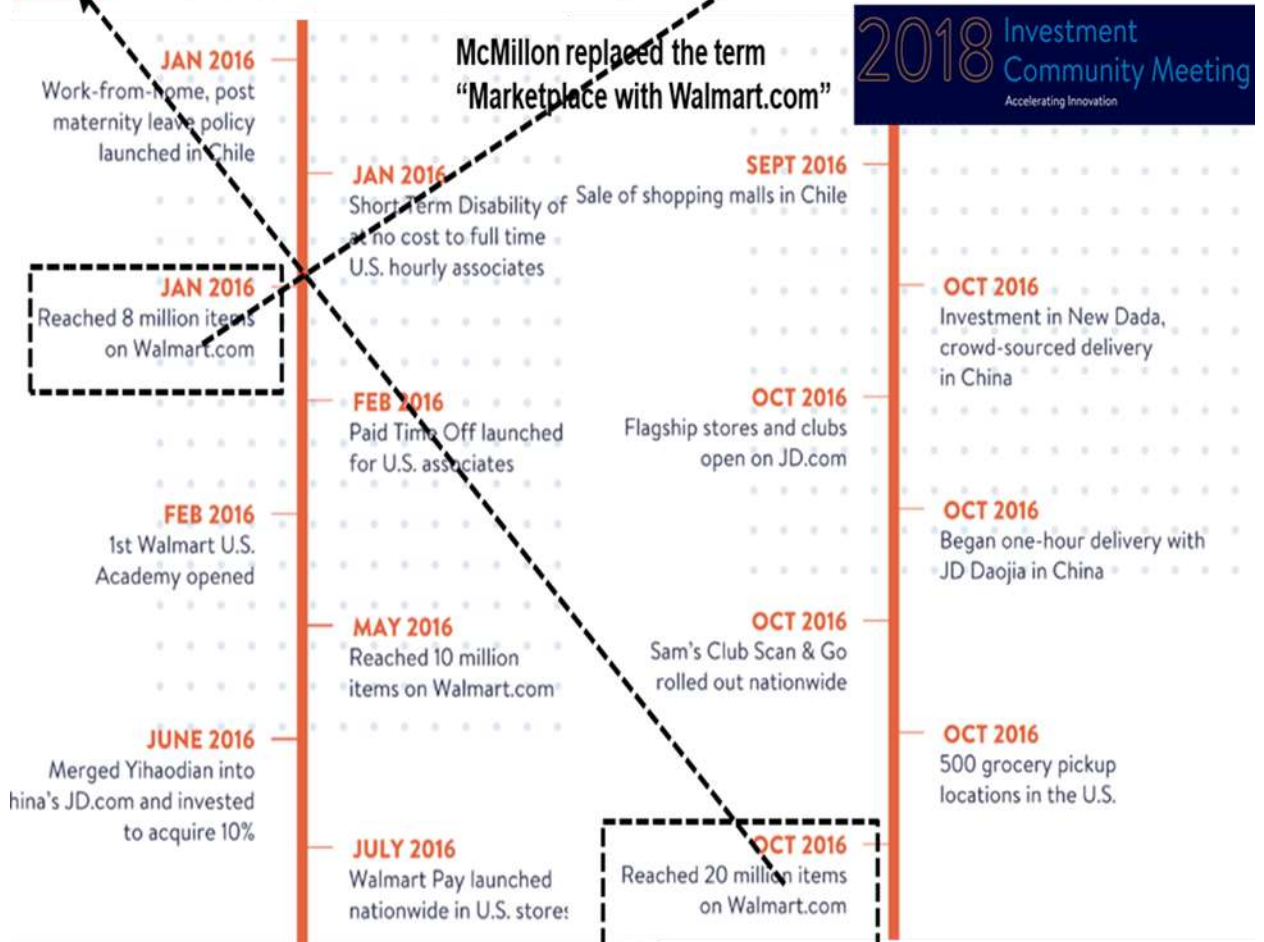 McMillon replaced the term
“Marketplace with Walmart.com”
2018 Investment
Community Meeting
Accelerating Innovation
JAN 2016
Work-from-home, post
maternity leave policy
launched in Chile
JAN 2016
Short Term Disability of
at no cost to full time
U.S. hourly associates
JAN 2016
Reached 8 million items
on Walmart.com
FEB 2016
Paid Time Off launched
for U.S. associates
FEB 2016
1st Walmart U.S.
Academy opened
MAY 2016
Reached 10 million
items on Walmart.com
JUNE 2016
Merged Yihaodian into
hina's JD.com and invested
to acquire 10%
JULY 2016
Walmart Pay launched
nationwide in U.S. stores
SEPT 2016
Sale of shopping malls in Chile
OCT 2016
Investment in New Dada,
crowd-sourced delivery
in China
OCT 2016
Flagship stores and clubs
open on JD.com
OCT 2016
Began one-hour delivery with
JD Daojia in China
OCT 2016
Sam's Club Scan & Go
rolled out nationwide
OCT 2016
500 grocery pickup
locations in the U.S.
OCT 2016
Reached 20 million items
on Walmart.com